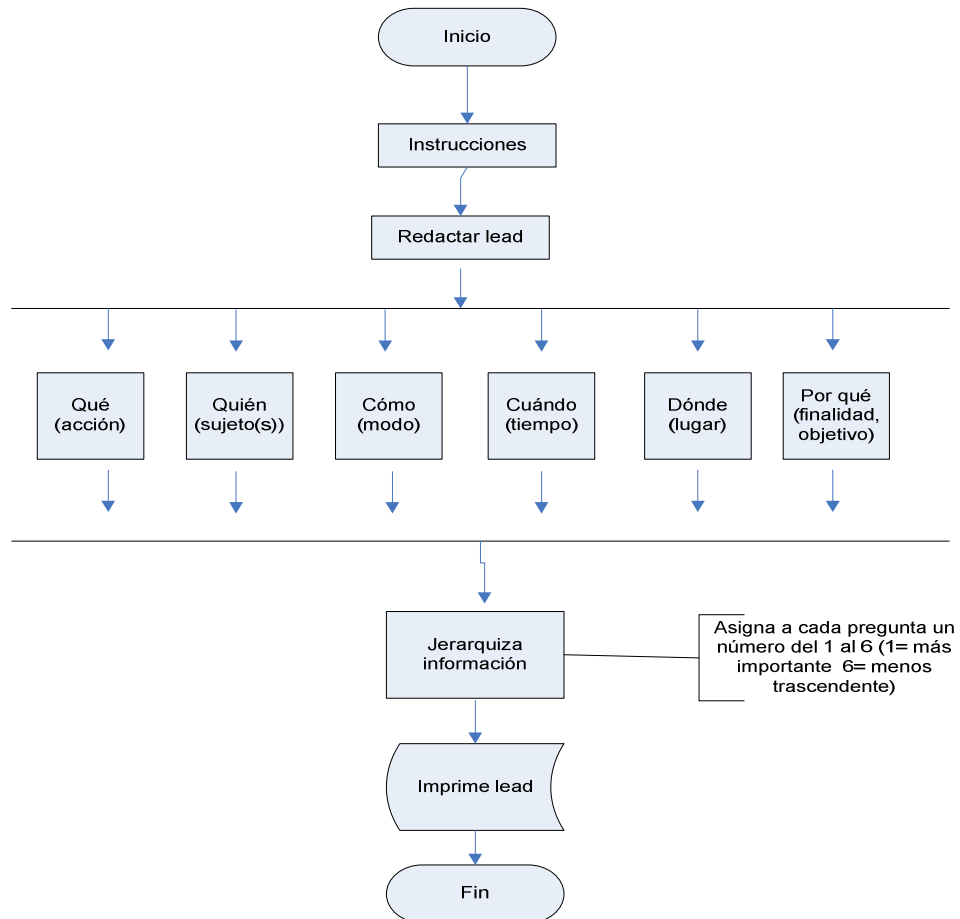 Inicio
Instrucciones
Redactar lead
Qué
(acción)
Quién
(sujeto(s))
Cómo
(modo)
Cuándo
(tiempo)
Dónde
(lugar)
Por qué
(finalidad,
objetivo)
Jerarquiza
información
Asigna a cada pregunta un
número del 1 al 6 (1= más
importante  6= menos
trascendente)
Imprime lead
Fin